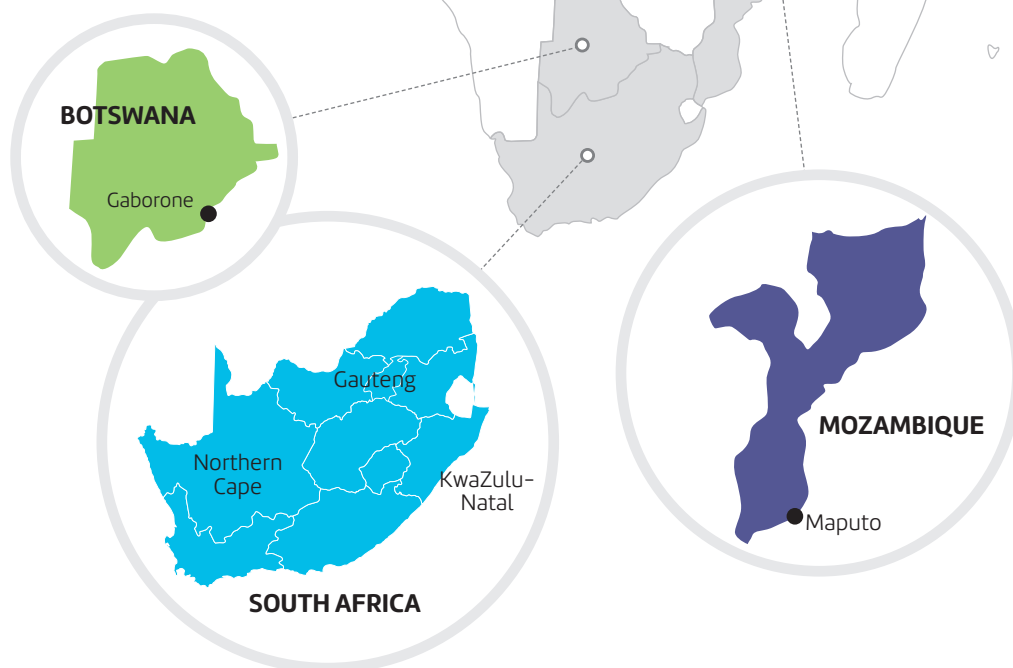 BOTSWANA
Gaborone
Gauteng
Northern
Cape
KwaZulu-
Natal
SOUTH AFRICA
MOZAMBIQUE
Maputo